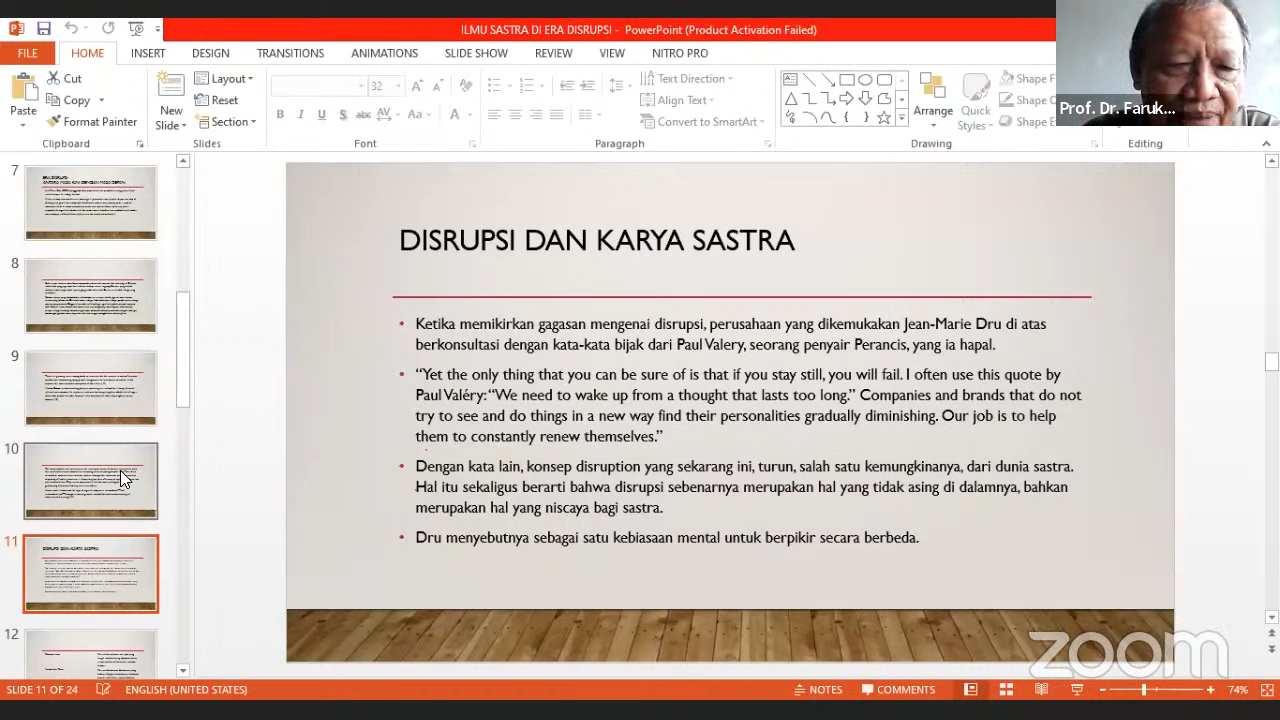 ILMU SASTRA DI ERA DISRUPSI - PowerPoint (Product Activation Failed)
FILE HOME INSERT DESIGN TRANSITIONS ANIMATIONS SLIDE SHOW REVIEW VIEW NITRO PRO
Paste
Cut
Copy
Format Painter
Clipboard
New
Slide
Layout
Reset
Section
Slides
32
B I U S abc AV Aa A
Font
Text Direction
Align Text
Convert to SmartArt
Paragraph
Arrange
Quick
Styles
Shape F
Shape O
Shape E
Drawing
Editing
Prof. Dr. Faruk...
7
8
9
10
11
12
DISRUPSI DAN KARYA SASTRA
• Ketika memikirkan gagasan mengenai disrupsi, perusahaan yang dikemukakan Jean-Marie Dru di atas
berkonsultasi dengan kata-kata bijak dari Paul Valery, seorang penyair Perancis, yang ia hapal.
• “Yet the only thing that you can be sure of is that if you stay still, you will fail. I often use this quote by
Paul Valéry: “We need to wake up from a thought that lasts too long.” Companies and brands that do not
try to see and do things in a new way find their personalities gradually diminishing. Our job is to help
them to constantly renew themselves.”
• Dengan kata lain, konsep disruption yang sekarang ini, turun, salah satu kemungkinanya, dari dunia sastra.
Hal itu sekaligus berarti bahwa disrupsi sebenarnya merupakan hal yang tidak asing di dalamnya, bahkan
merupakan hal yang niscaya bagi sastra.
• Dru menyebutnya sebagai satu kebiasaan mental untuk berpikir secara berbeda.
zoom
SLIDE 11 OF 24 ENGLISH (UNITED STATES) NOTES COMMENTS 74%